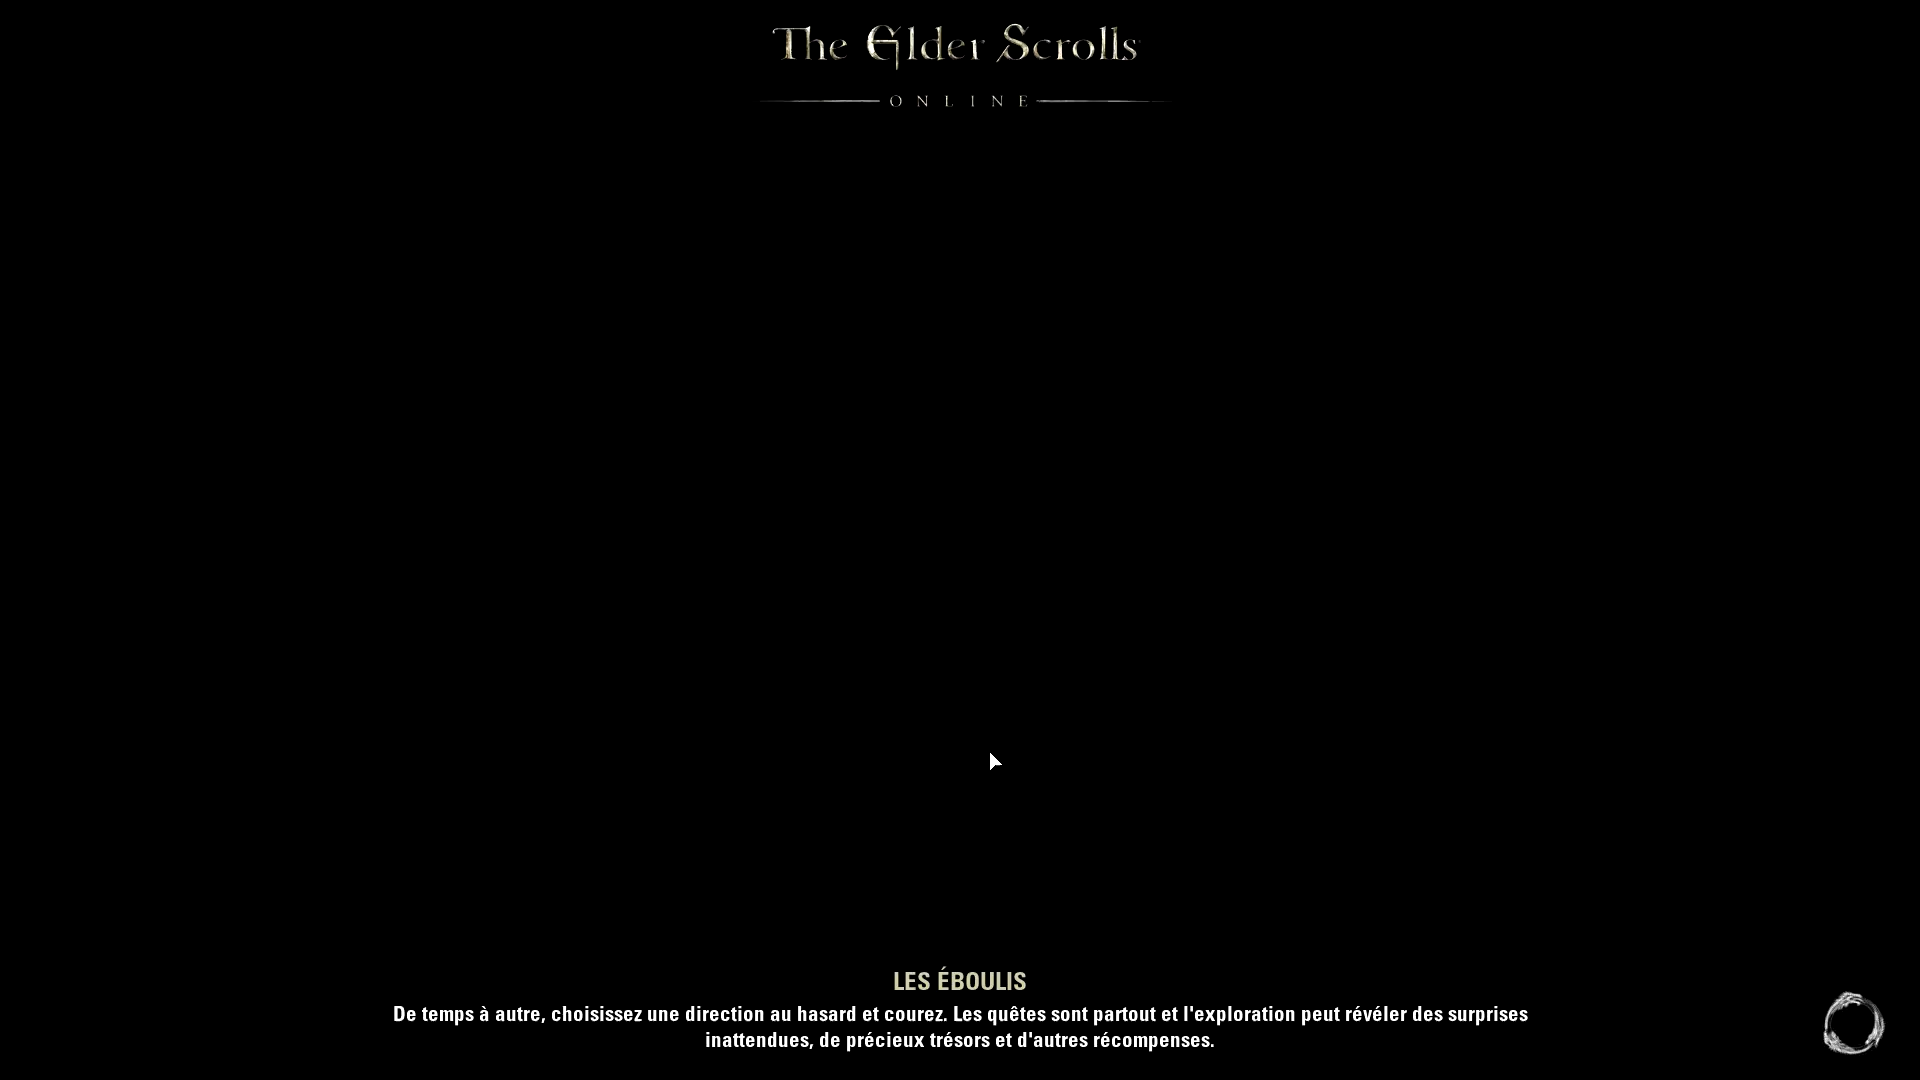 The Elder Scrolls
ONLINE
LES ÉBOULIS
De temps à autre, choisissez une direction au hasard et courez. Les quêtes sont partout et l'exploration peut révéler des surprises
inattendues, de précieux trésors et d'autres récompenses.